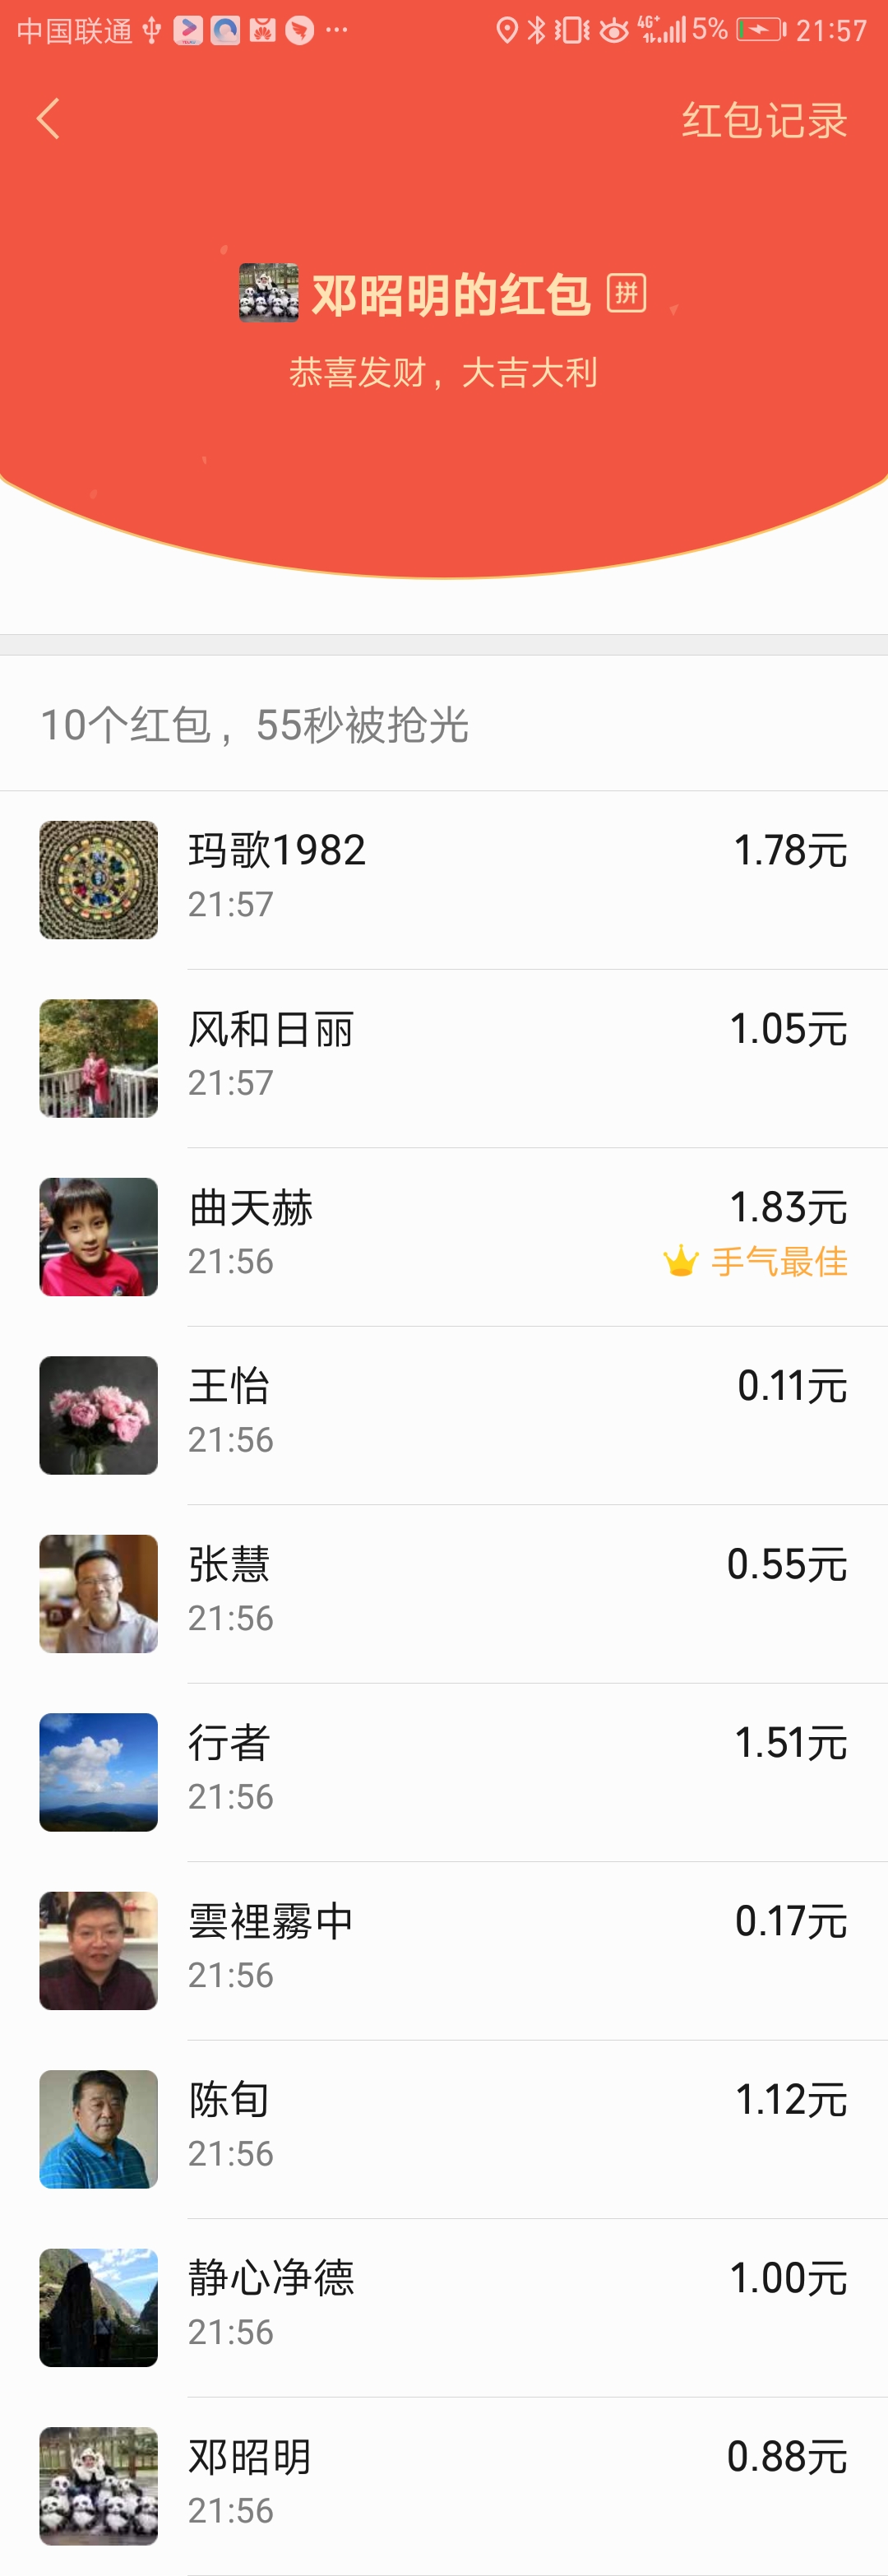 中国联通 4G+ 5% 21:57
红包记录
邓昭明的红包 拼
恭喜发财，大吉大利
10个红包，55秒被抢光
玛歌1982 1.78元
21:57
风和日丽 1.05元
21:57
曲天赫 1.83元
21:56 手气最佳
王怡 0.11元
21:56
张慧 0.55元
21:56
行者 1.51元
21:56
雲裡霧中 0.17元
21:56
陈旬 1.12元
21:56
静心净德 1.00元
21:56
邓昭明 0.88元
21:56